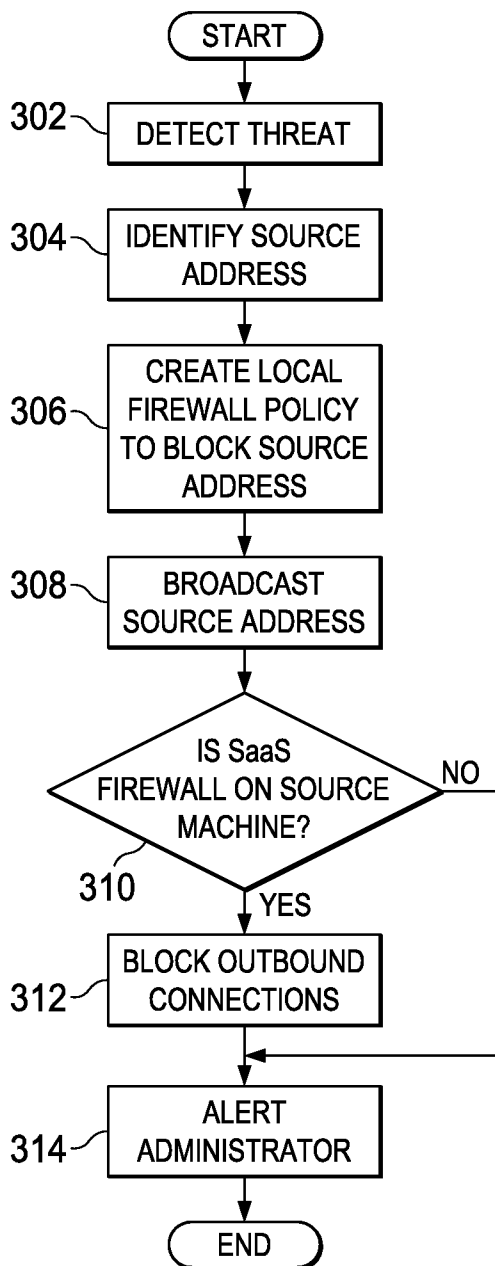 START
302
DETECT THREAT
304
IDENTIFY SOURCE
ADDRESS
306
CREATE LOCAL
FIREWALL POLICY
TO BLOCK SOURCE
ADDRESS
308
BROADCAST
SOURCE ADDRESS
IS SaaS
FIREWALL ON SOURCE
MACHINE?
NO
310
YES
312
BLOCK OUTBOUND
CONNECTIONS
314
ALERT
ADMINISTRATOR
END